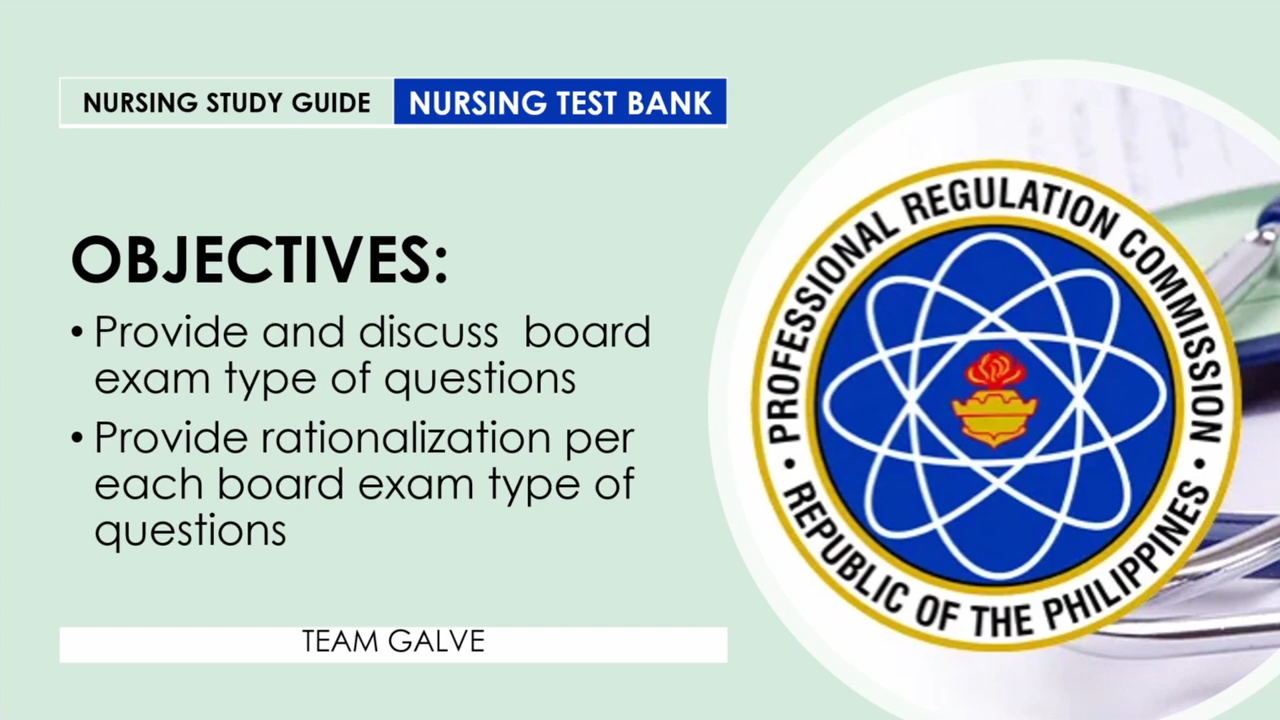 NURSING STUDY GUIDE
NURSING TEST BANK
OBJECTIVES:
• Provide and discuss  board
exam type of questions
• Provide rationalization per
each board exam type of
questions
TEAM GALVE
• PROFESSIONAL REGULATION COMMISSION •
REPUBLIC OF THE PHILIPPINES